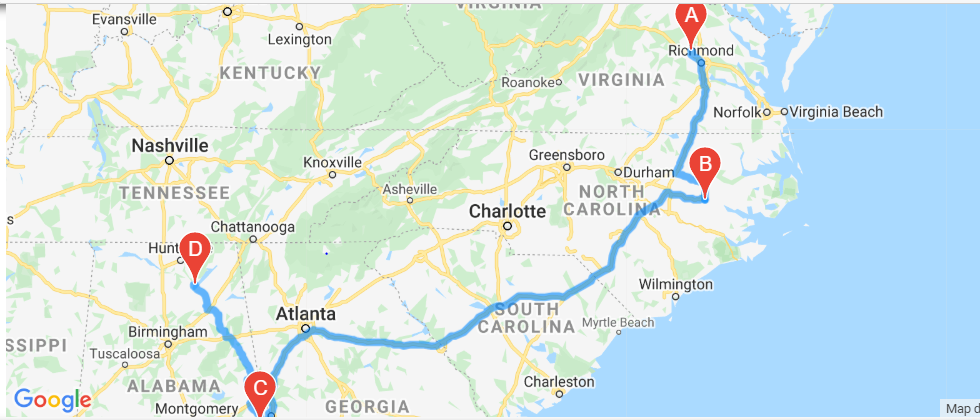 VIRGINIA
Evansville
Lexington
A
Richmond
KENTUCKY
Roanoke
VIRGINIA
Norfolk
Virginia Beach
Nashville
Knoxville
Greensboro
Durham
B
TENNESSEE
Asheville
NORTH
CAROLINA
Charlotte
Chattanooga
s
Hunt
D
Wilmington
Atlanta
SOUTH
CAROLINA
Myrtle Beach
Birmingham
SSIPPI
Tuscaloosa
ALABAMA
C
Charleston
Google
Montgomery
GEORGIA
Map d